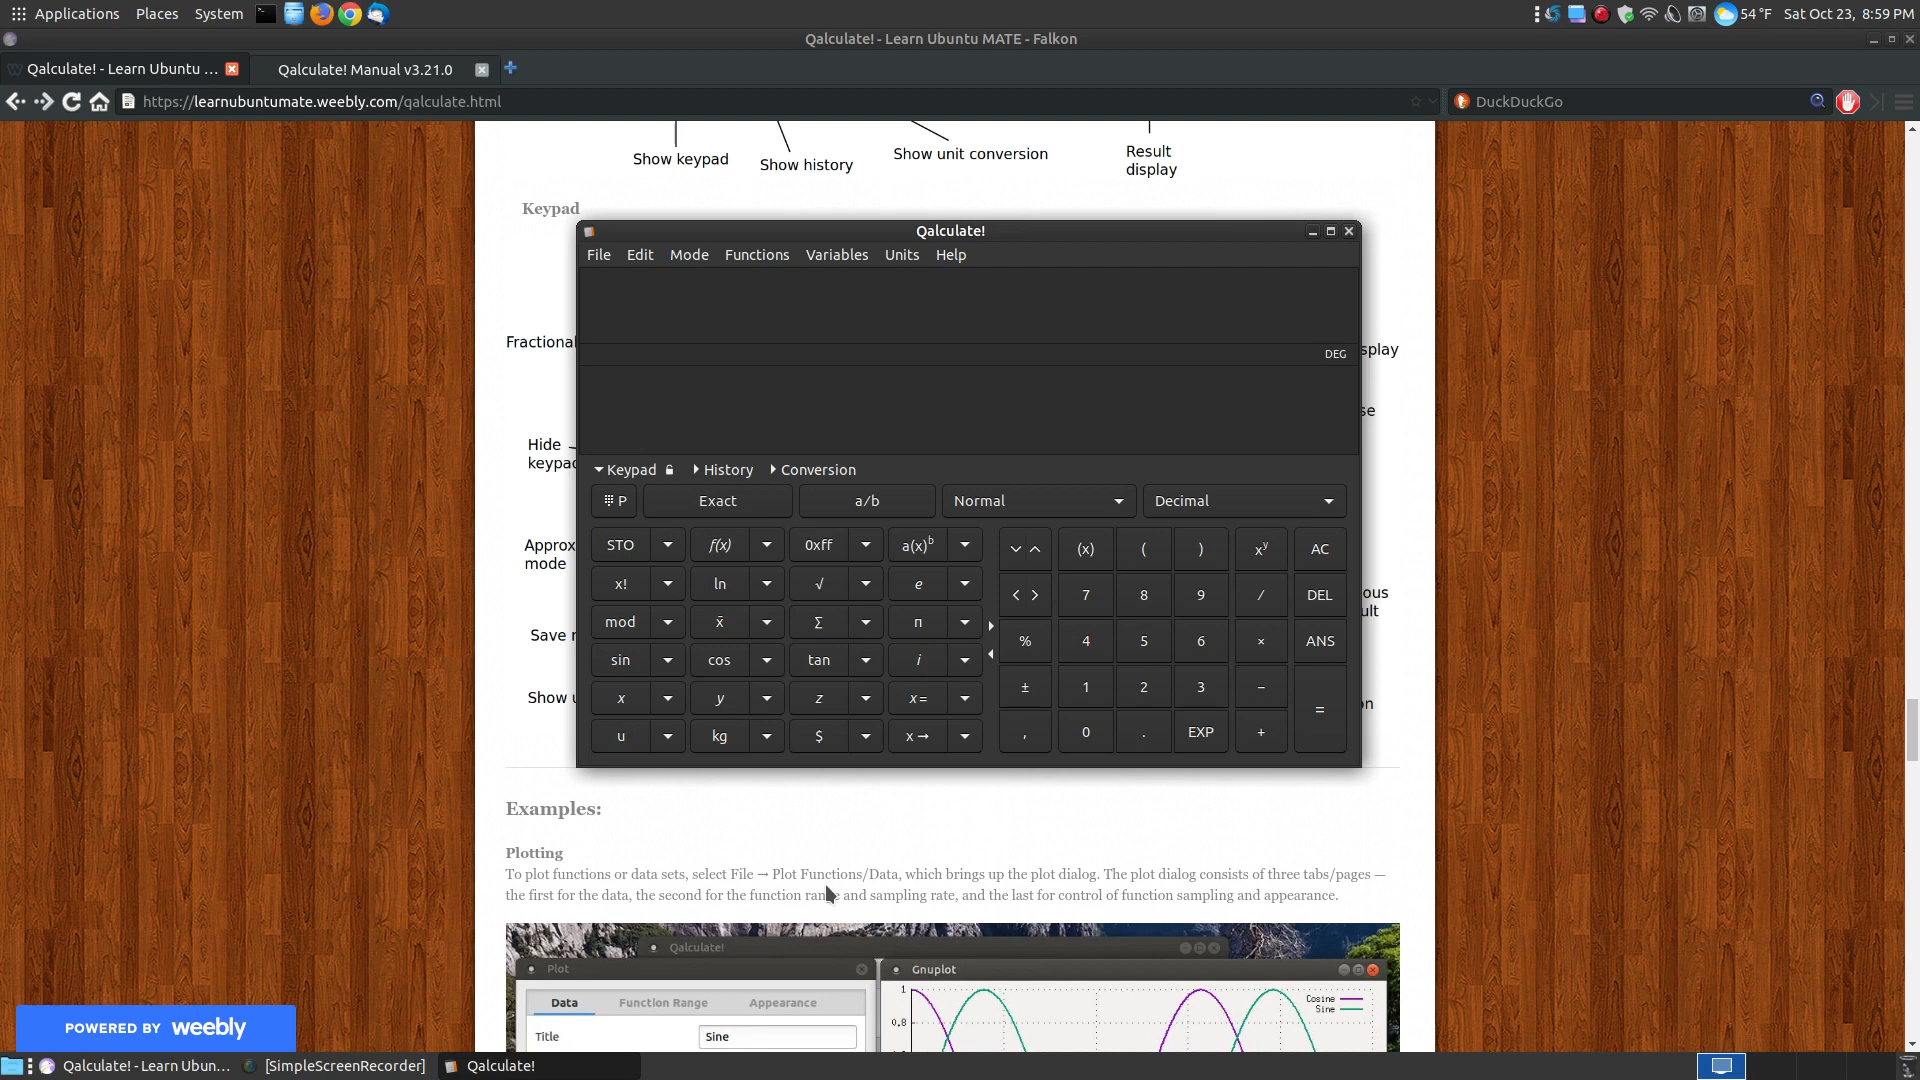 Applications Places System 54 °F Sat Oct 23, 8:59 PM
Qalculate! - Learn Ubuntu MATE - Falkon
Qalculate! - Learn Ubuntu ... Qalculate! Manual v3.21.0
https://learnubuntumate.weebly.com/qalculate.html DuckDuckGo
Show keypad Show history Show unit conversion Result
display
Keypad
Qalculate!
File Edit Mode Functions Variables Units Help
Fractional splay
DEG
se
Hide
keypad
Keypad History Conversion
P Exact a/b Normal Decimal
STO f(x) 0xff a(x)ᵇ (x) ( ) xʸ AC
Approx
mode
x! ln √ e < > 7 8 9 / DEL
ous
ult
mod x̄ Σ π % 4 5 6 × ANS
Save
sin cos tan i ± 1 2 3 −
Show
x y z x= =
on
u kg $ x→ , 0 . EXP +
Examples:
Plotting
To plot functions or data sets, select File → Plot Functions/Data, which brings up the plot dialog. The plot dialog consists of three tabs/pages —
the first for the data, the second for the function range and sampling rate, and the last for control of function sampling and appearance.
Qalculate!
Plot Gnuplot
Data Function Range Appearance
1 Cosine
Sine
0.8
Title Sine
POWERED BY weebly
Qalculate! - Learn Ubun... [SimpleScreenRecorder] Qalculate!